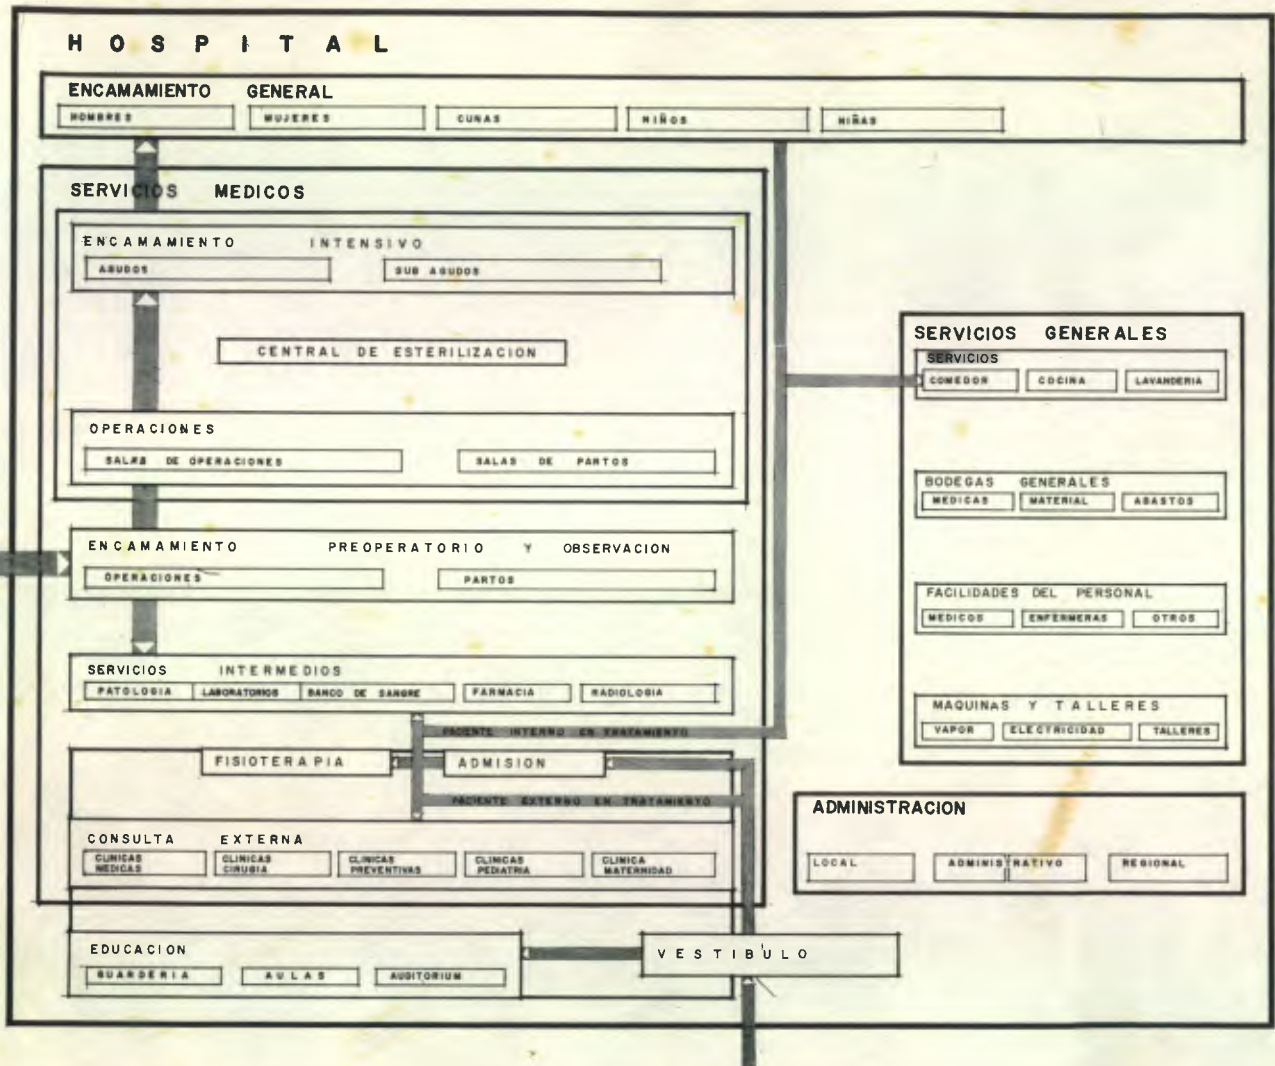 HOSPITAL
ENCAMAMIENTO GENERAL
HOMBRES MUJERES CUNAS NIÑOS NIÑAS
SERVICIOS MEDICOS
ENCAMAMIENTO INTENSIVO
AGUDOS SUB AGUDOS
CENTRAL DE ESTERILIZACION
OPERACIONES
SALAS DE OPERACIONES SALAS DE PARTOS
ENCAMAMIENTO PREOPERATORIO Y OBSERVACION
OPERACIONES PARTOS
SERVICIOS INTERMEDIOS
PATOLOGIA LABORATORIOS BANCO DE SANGRE FARMACIA RADIOLOGIA
PACIENTE INTERNO EN TRATAMIENTO
FISIOTERAPIA ADMISION
PACIENTE EXTERNO EN TRATAMIENTO
CONSULTA EXTERNA
CLINICAS MEDICAS
CLINICAS CIRUGIA
CLINICAS PREVENTIVAS
CLINICAS PEDIATRIA
CLINICA MATERNIDAD
EDUCACION
GUARDERIA AULAS AUDITORIUM
VESTIBULO
SERVICIOS GENERALES
SERVICIOS
COMEDOR COCINA LAVANDERIA
BODEGAS GENERALES
MEDICAS MATERIAL ABASTOS
FACILIDADES DEL PERSONAL
MEDICOS ENFERMERAS OTROS
MAQUINAS Y TALLERES
VAPOR ELECTRICIDAD TALLERES
ADMINISTRACION
LOCAL ADMINISTRATIVO REGIONAL